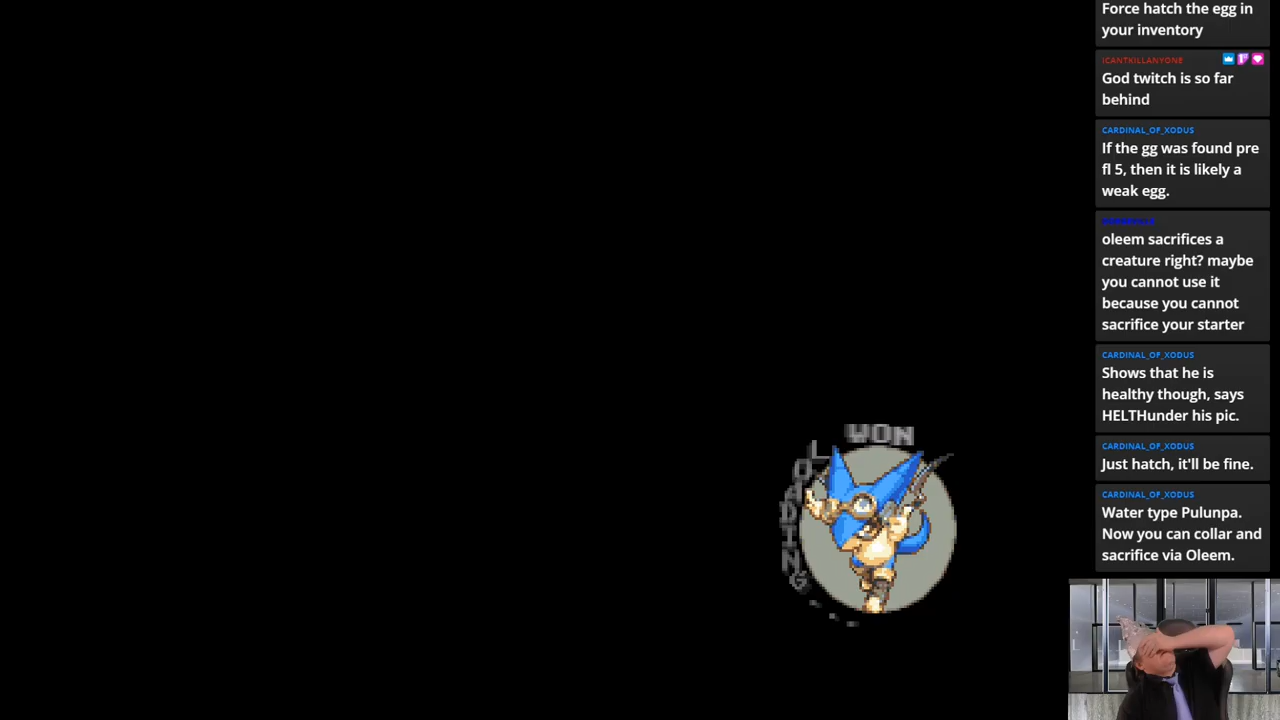 Force hatch the egg in
your inventory
ICANTKILLANYONE
God twitch is so far
behind
CARDINAL_OF_XODUS
If the gg was found pre
fl 5, then it is likely a
weak egg.
oleem sacrifices a
creature right? maybe
you cannot use it
because you cannot
sacrifice your starter
CARDINAL_OF_XODUS
Shows that he is
healthy though, says
HELTHunder his pic.
CARDINAL_OF_XODUS
Just hatch, it'll be fine.
CARDINAL_OF_XODUS
Water type Pulunpa.
Now you can collar and
sacrifice via Oleem.
WON
LOADING...